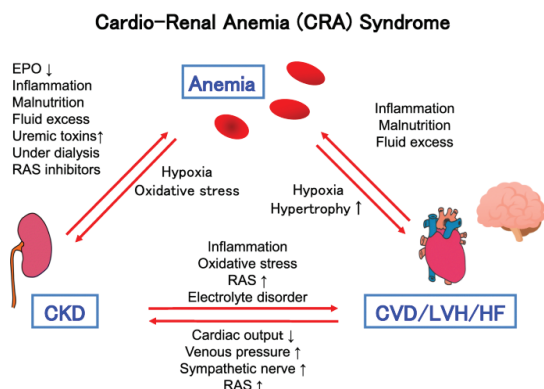 Cardio-Renal Anemia (CRA) Syndrome
EPO ↓
Inflammation
Malnutrition
Fluid excess
Uremic toxins↑
Under dialysis
RAS inhibitors
Anemia
Inflammation
Malnutrition
Fluid excess
Hypoxia
Oxidative stress
Hypoxia
Hypertrophy ↑
Inflammation
Oxidative stress
RAS ↑
Electrolyte disorder
CKD
CVD/LVH/HF
Cardiac output ↓
Venous pressure ↑
Sympathetic nerve ↑
RAS ↑